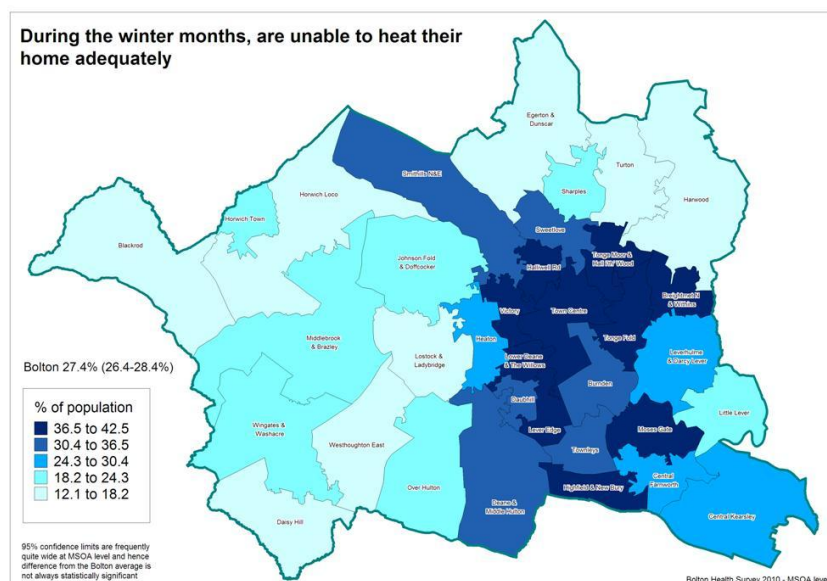 During the winter months, are unable to heat their
home adequately
Egerton &
Dunscar
Turton
Smithills N&E
Sharples
Harwood
Horwich Loco
Horwich Town
Sweetlove
Blackrod
Johnson Fold
& Doffcocker
Halliwell Rd
Tonge Moor &
Hall i'th' Wood
Breightmet N
& Withins
Victory
Town Centre
Middlebrook
& Brazley
Heaton
Tonge Fold
Lostock &
Ladybridge
Lower Deane
& The Willows
Leverhulme
& Darcy Lever
Bolton 27.4% (26.4-28.4%)
Burnden
Daubhill
Little Lever
% of population
36.5 to 42.5
30.4 to 36.5
24.3 to 30.4
18.2 to 24.3
12.1 to 18.2
Wingates &
Washacre
Lever Edge
Moses Gate
Westhoughton East
Townleys
Over Hulton
Central
Farnworth
Highfield & New Bury
Deane &
Middle Hulton
Central Kearsley
Daisy Hill
95% confidence limits are frequently
quite wide at MSOA level and hence
difference from the Bolton average is
not always statistically significant
Bolton Health Survey 2010 - MSOA level